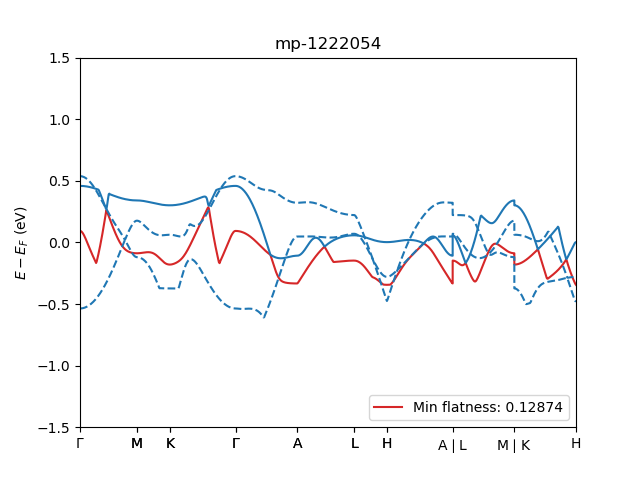 mp-1222054
E − E_F (eV)
1.5
1.0
0.5
0.0
−0.5
−1.0
−1.5
Min flatness: 0.12874
Γ M K Γ A L H A | L M | K H